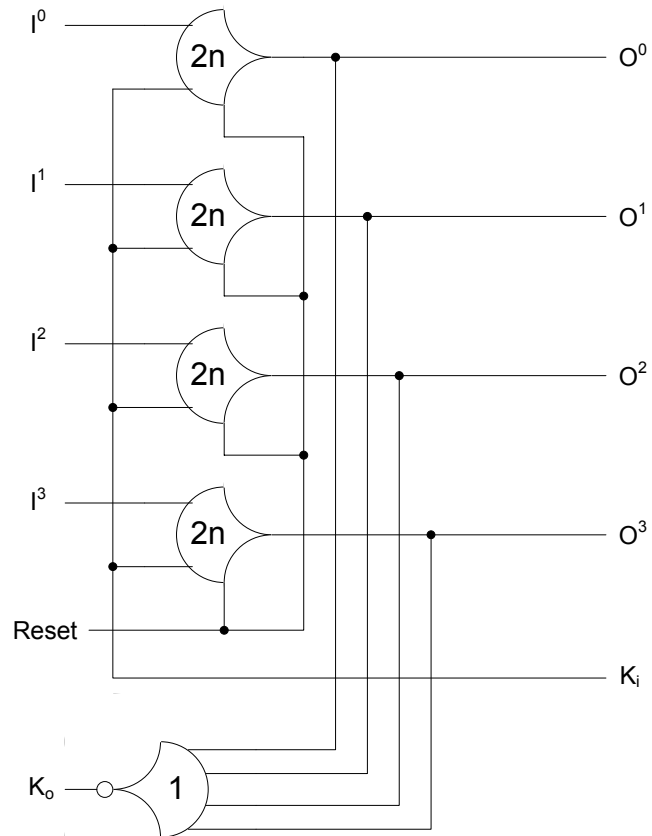 I⁰ 2n O⁰
I¹ 2n O¹
I² 2n O²
I³ 2n O³
Reset
Kᵢ
Kₒ 1